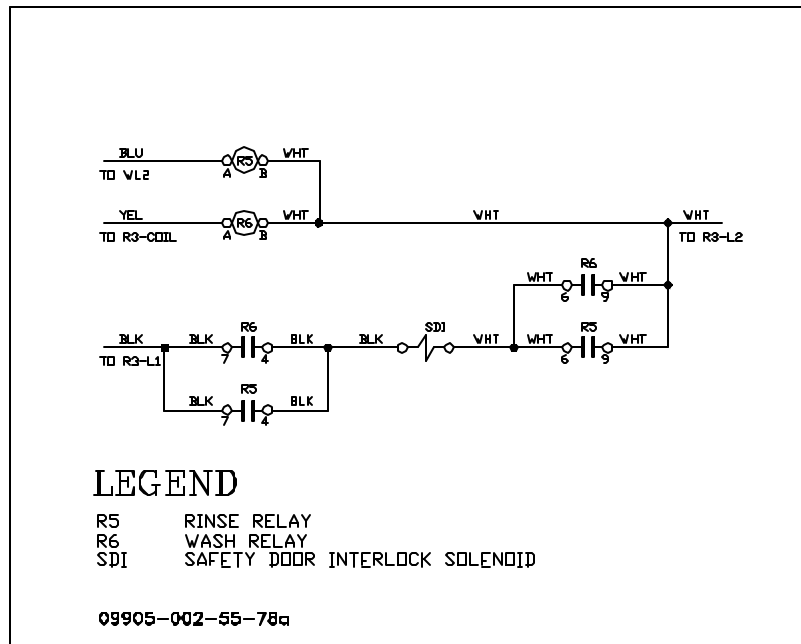 BLU WHT
R5
TO WL2 A B
YEL WHT WHT WHT
R6
TO R3-COIL A B TO R3-L2
R6
WHT WHT
6 9
BLK BLK R6 BLK BLK SDI WHT WHT R5 WHT
TO R3-L1 7 4 6 9
R5
BLK BLK
7 4
LEGEND
R5 RINSE RELAY
R6 WASH RELAY
SDI SAFETY DOOR INTERLOCK SOLENOID
09905-002-55-78a